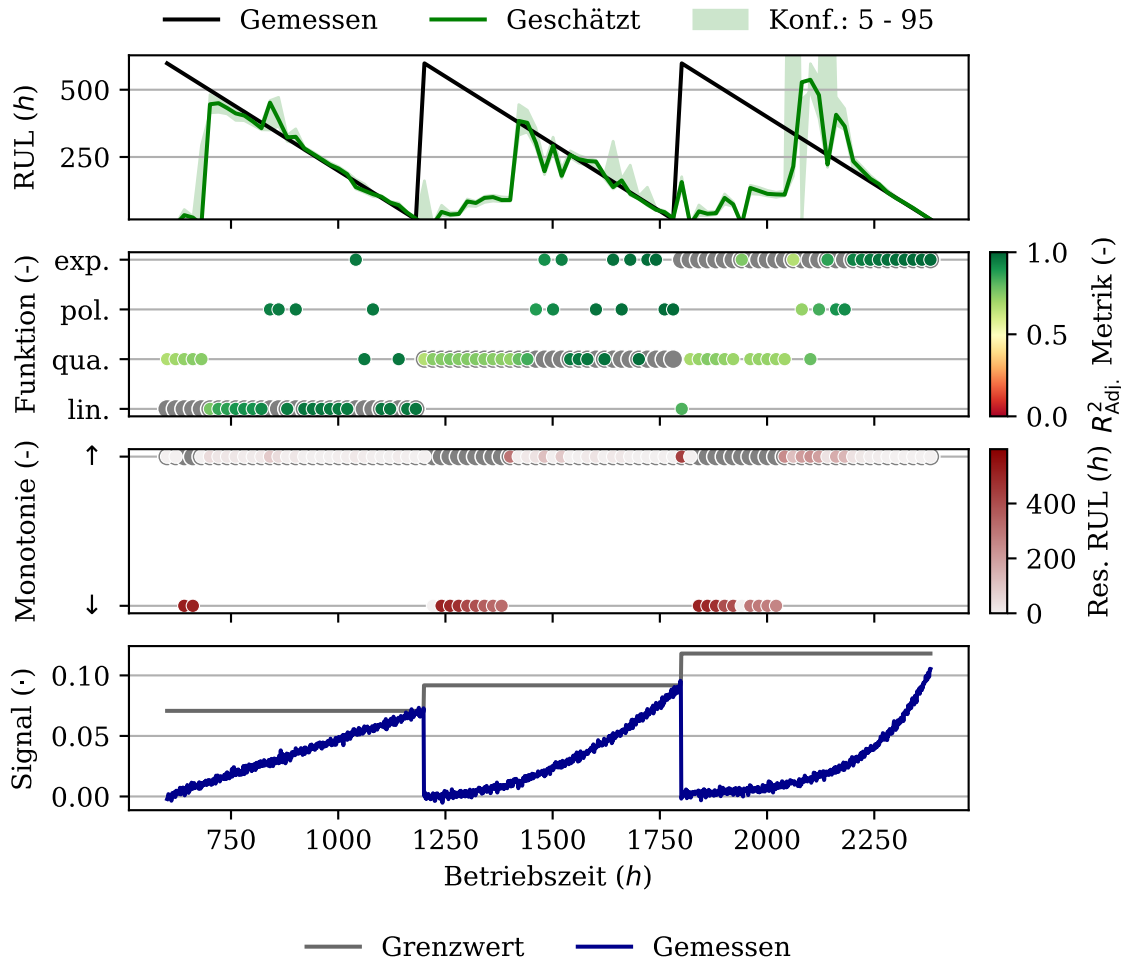 Gemessen Geschätzt Konf.: 5 - 95
RUL (h)
500
250
Funktion (-)
exp.
pol.
qua.
lin.
1.0
0.5
0.0
R²Adj. Metrik (-)
Monotonie (-)
↑
↓
400
200
0
Res. RUL (h)
Signal (·)
0.10
0.05
0.00
750 1000 1250 1500 1750 2000 2250
Betriebszeit (h)
Grenzwert Gemessen